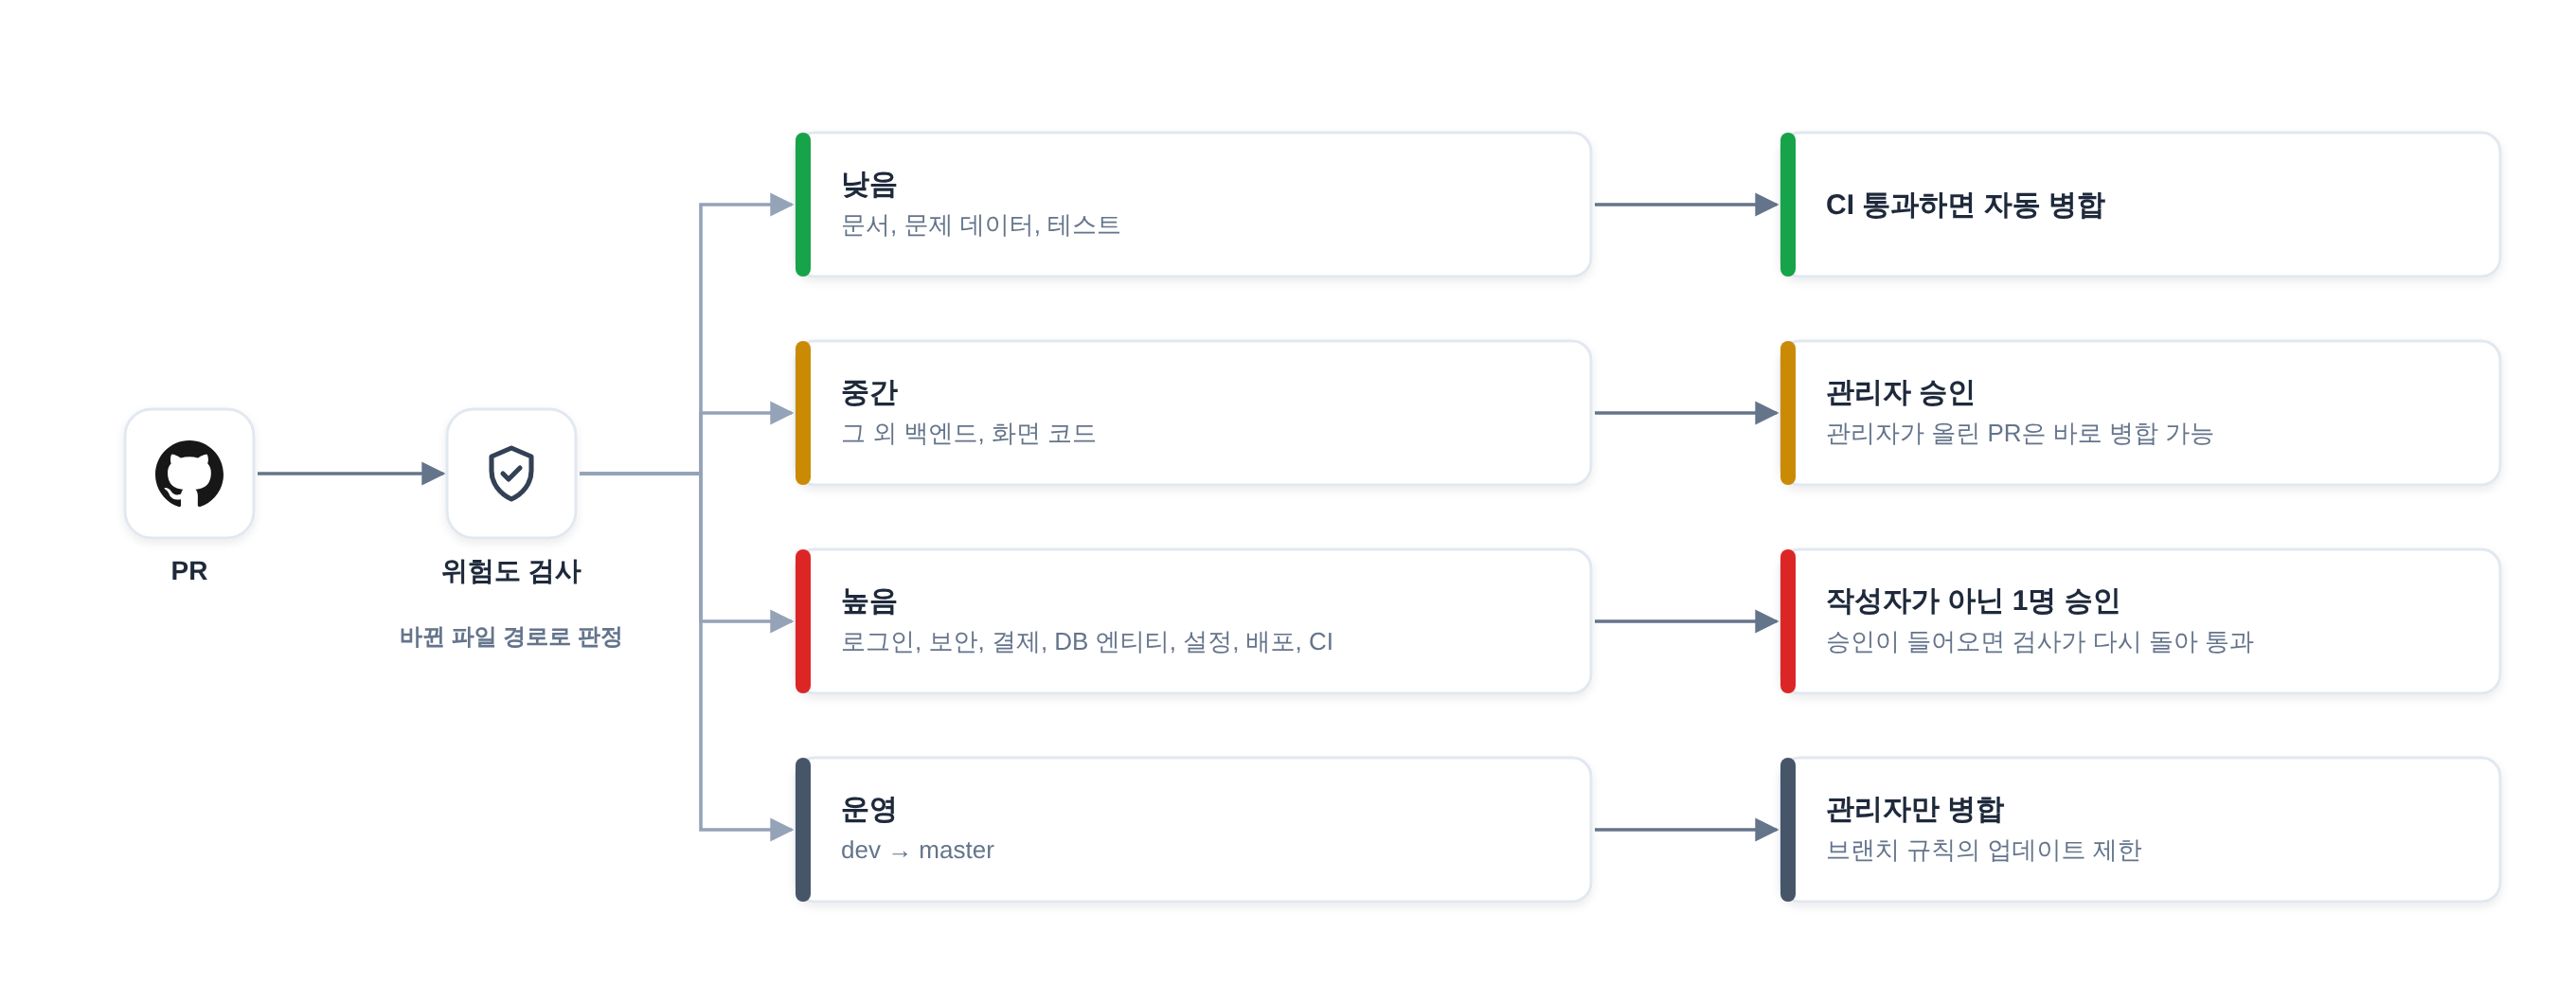 PR
위험도 검사
바뀐 파일 경로로 판정
낮음
문서, 문제 데이터, 테스트
CI 통과하면 자동 병합
중간
그 외 백엔드, 화면 코드
관리자 승인
관리자가 올린 PR은 바로 병합 가능
높음
로그인, 보안, 결제, DB 엔티티, 설정, 배포, CI
작성자가 아닌 1명 승인
승인이 들어오면 검사가 다시 돌아 통과
운영
dev → master
관리자만 병합
브랜치 규칙의 업데이트 제한